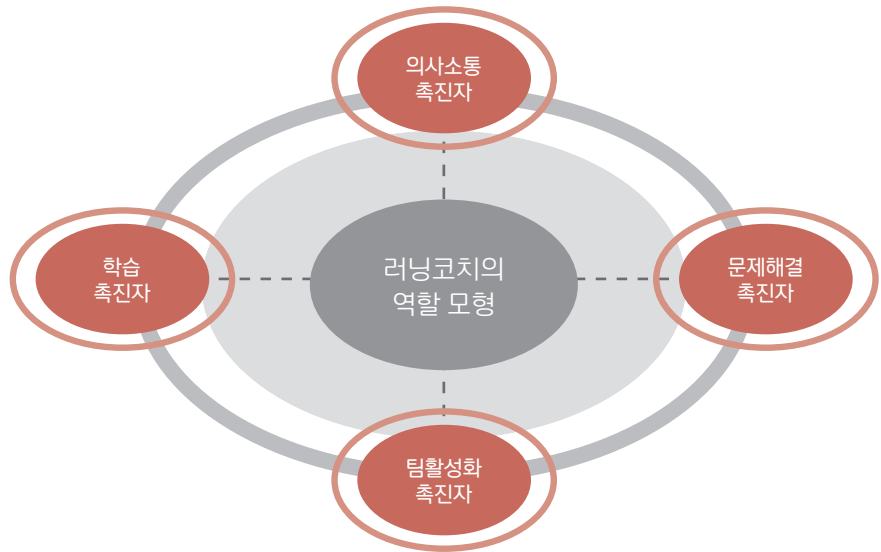 의사소통
촉진자
학습
촉진자
러닝코치의
역할 모형
문제해결
촉진자
팀활성화
촉진자